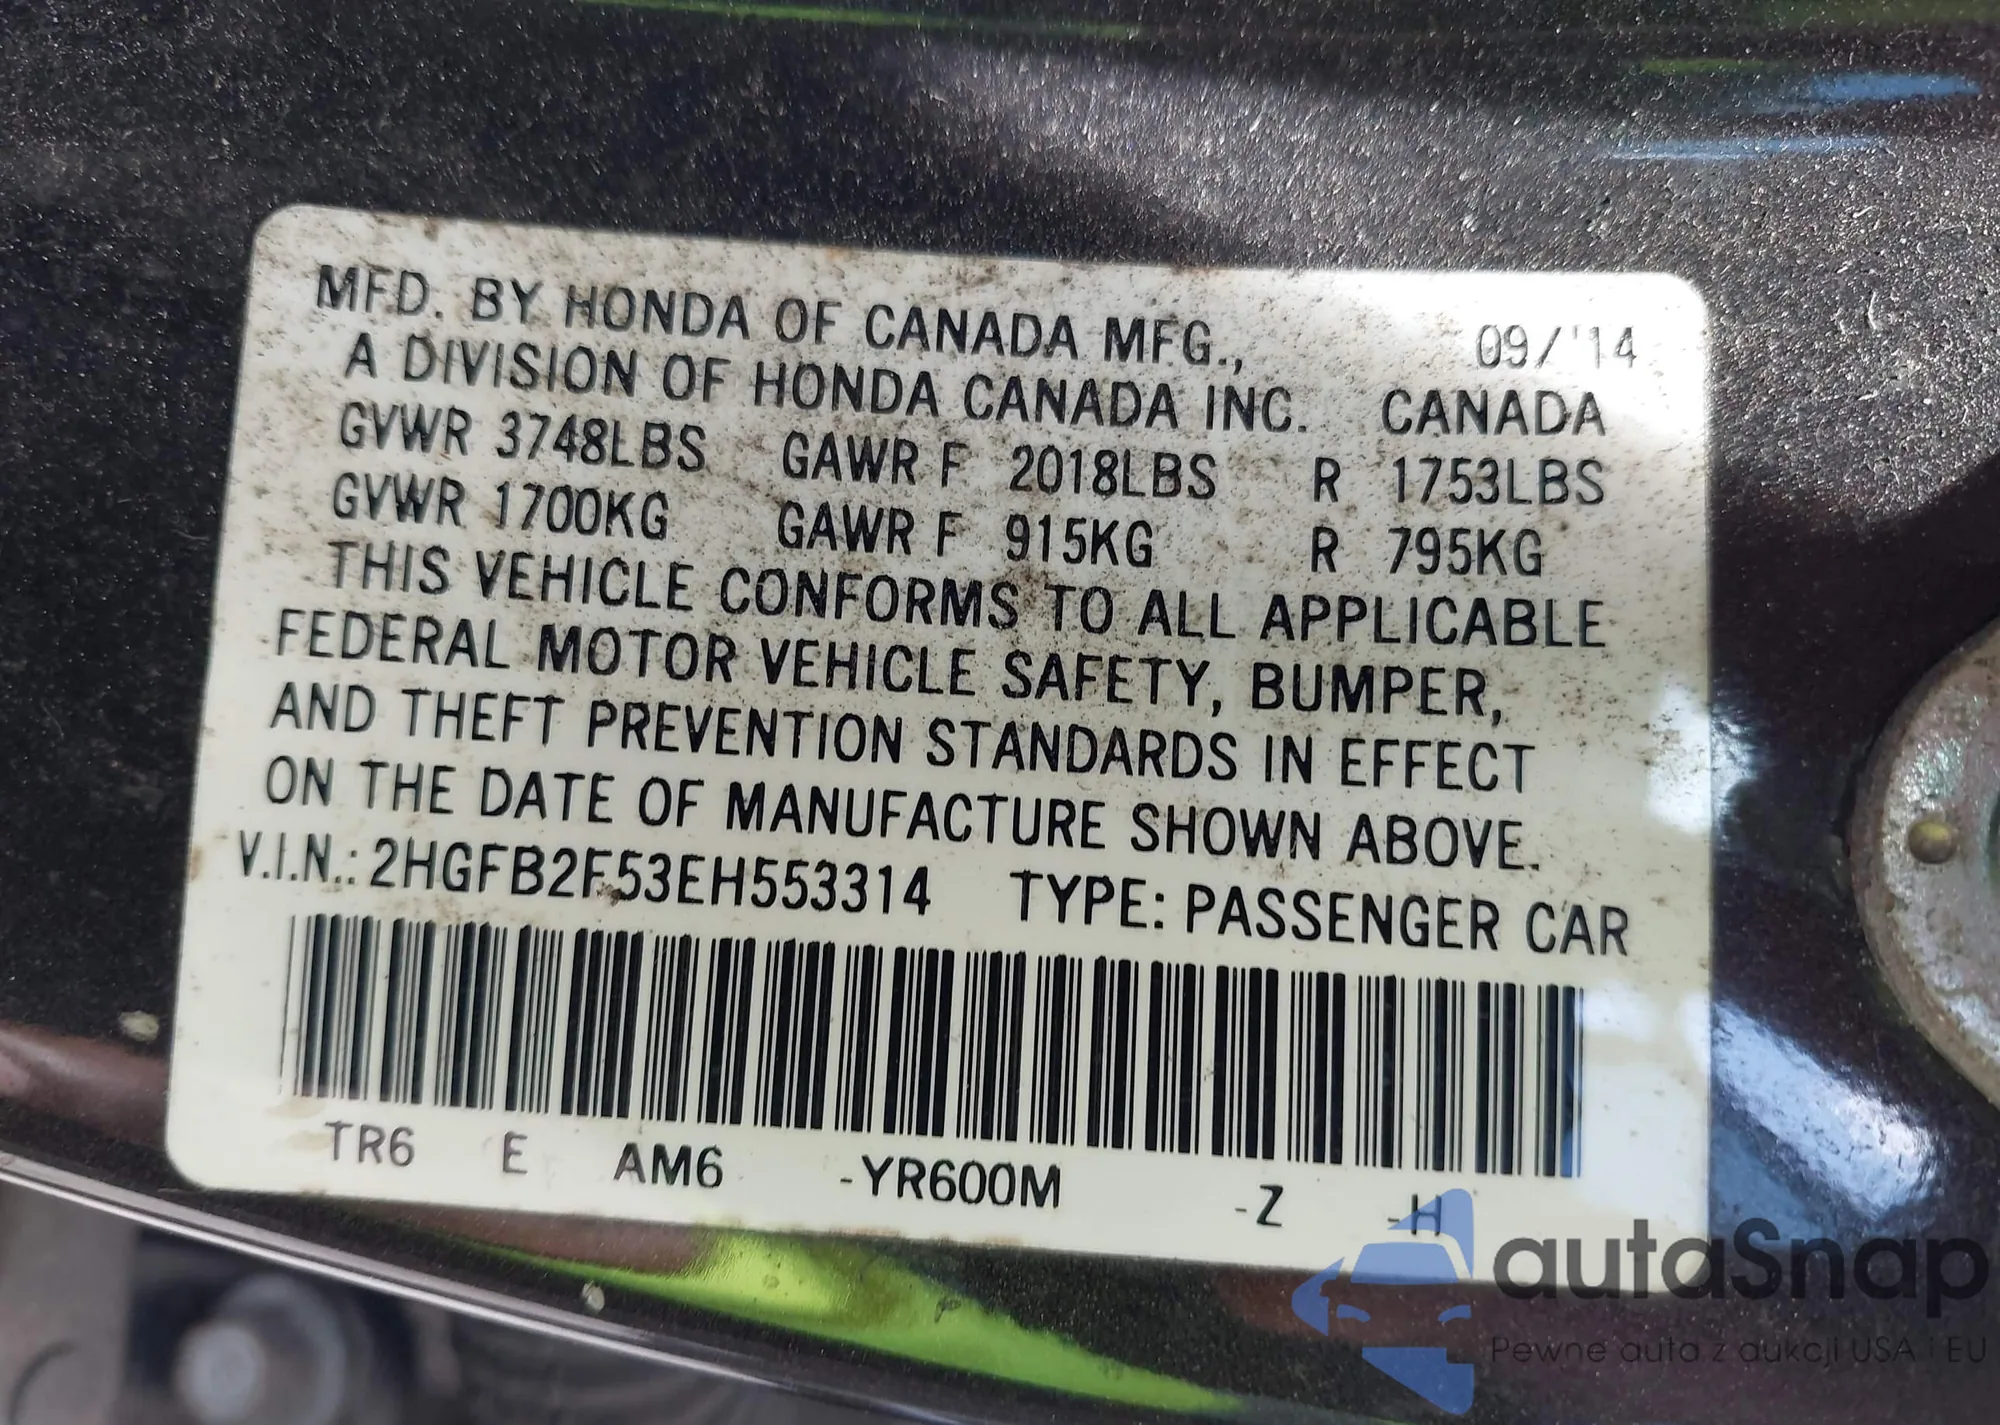 MFD. BY HONDA OF CANADA MFG., 09/'14
A DIVISION OF HONDA CANADA INC. CANADA
GVWR 3748LBS GAWR F 2018LBS R 1753LBS
GVWR 1700KG GAWR F 915KG R 795KG
THIS VEHICLE CONFORMS TO ALL APPLICABLE
FEDERAL MOTOR VEHICLE SAFETY, BUMPER,
AND THEFT PREVENTION STANDARDS IN EFFECT
ON THE DATE OF MANUFACTURE SHOWN ABOVE.
V.I.N.: 2HGFB2F53EH553314 TYPE: PASSENGER CAR
TR6 E AM6 -YR600M -Z -H
autaSnap
Pewne auta z aukcji USA i EU